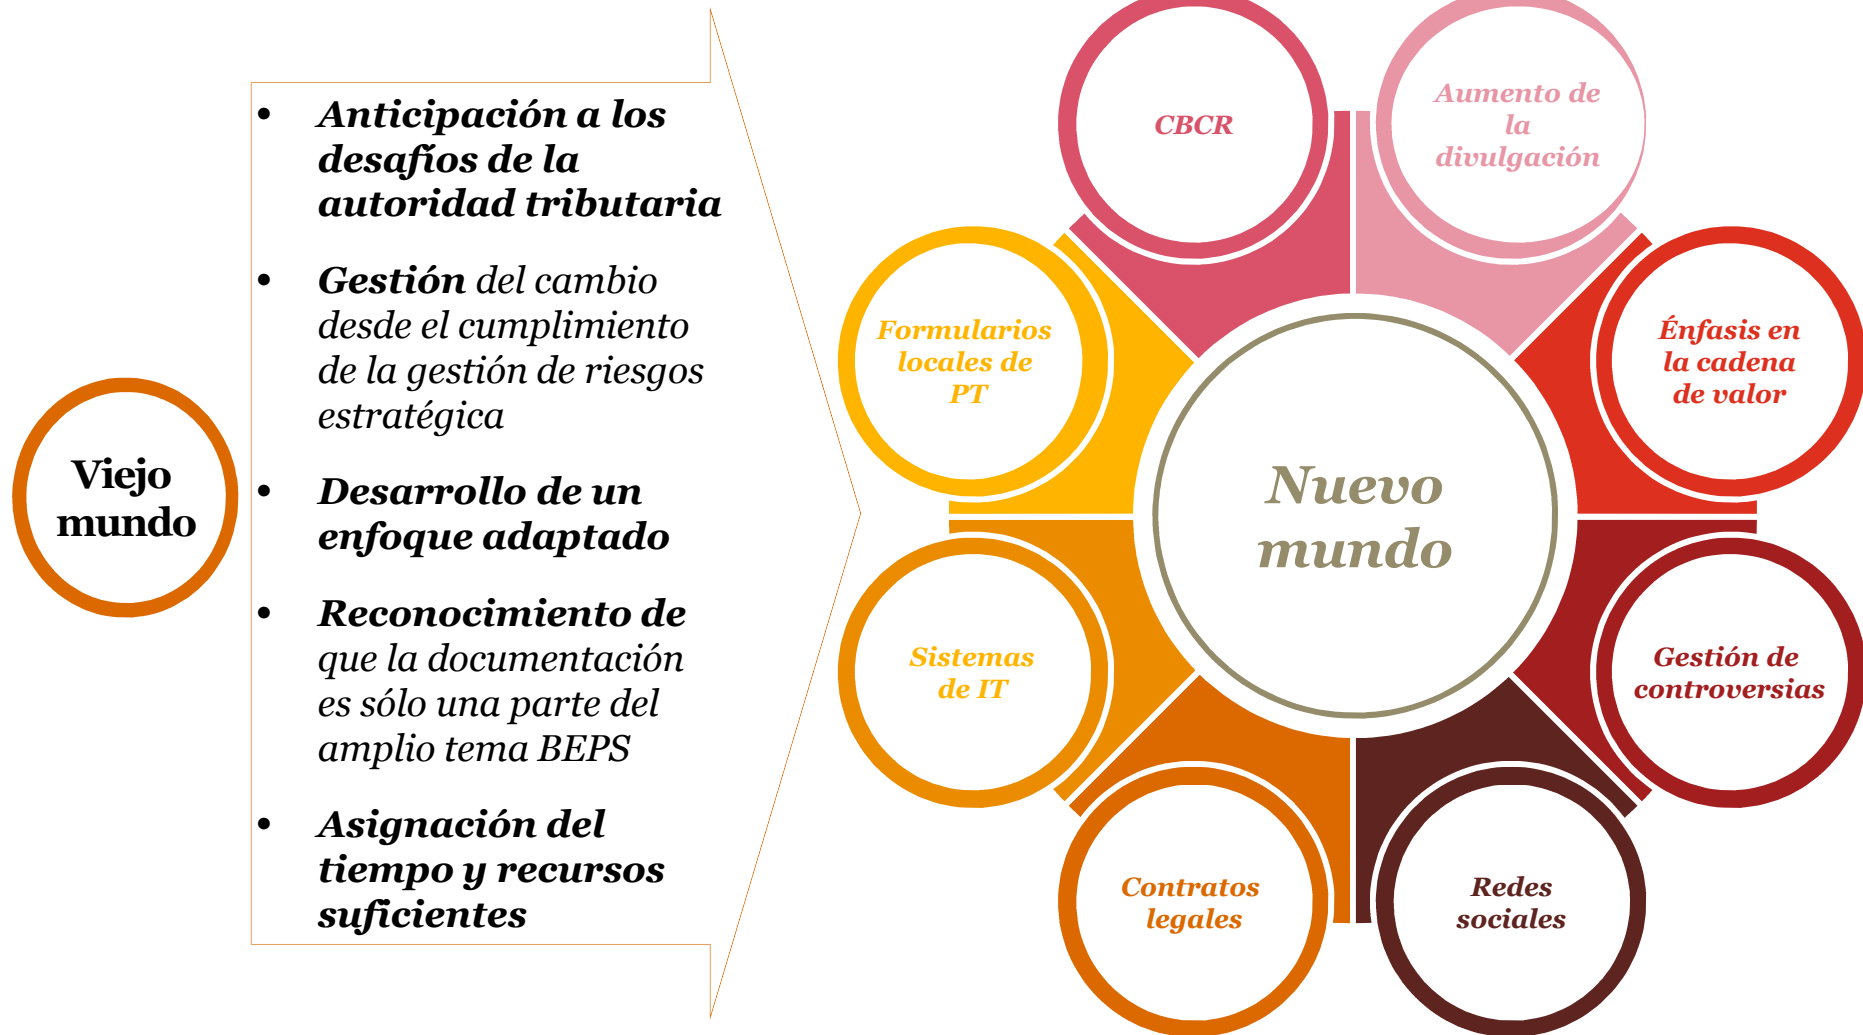 Viejo
mundo
• Anticipación a los
desafíos de la
autoridad tributaria
• Gestión del cambio
desde el cumplimiento
de la gestión de riesgos
estratégica
• Desarrollo de un
enfoque adaptado
• Reconocimiento de
que la documentación
es sólo una parte del
amplio tema BEPS
• Asignación del
tiempo y recursos
suficientes
Nuevo
mundo
CBCR
Aumento de
la
divulgación
Énfasis en
la cadena
de valor
Gestión de
controversias
Redes
sociales
Contratos
legales
Sistemas
de IT
Formularios
locales de
PT